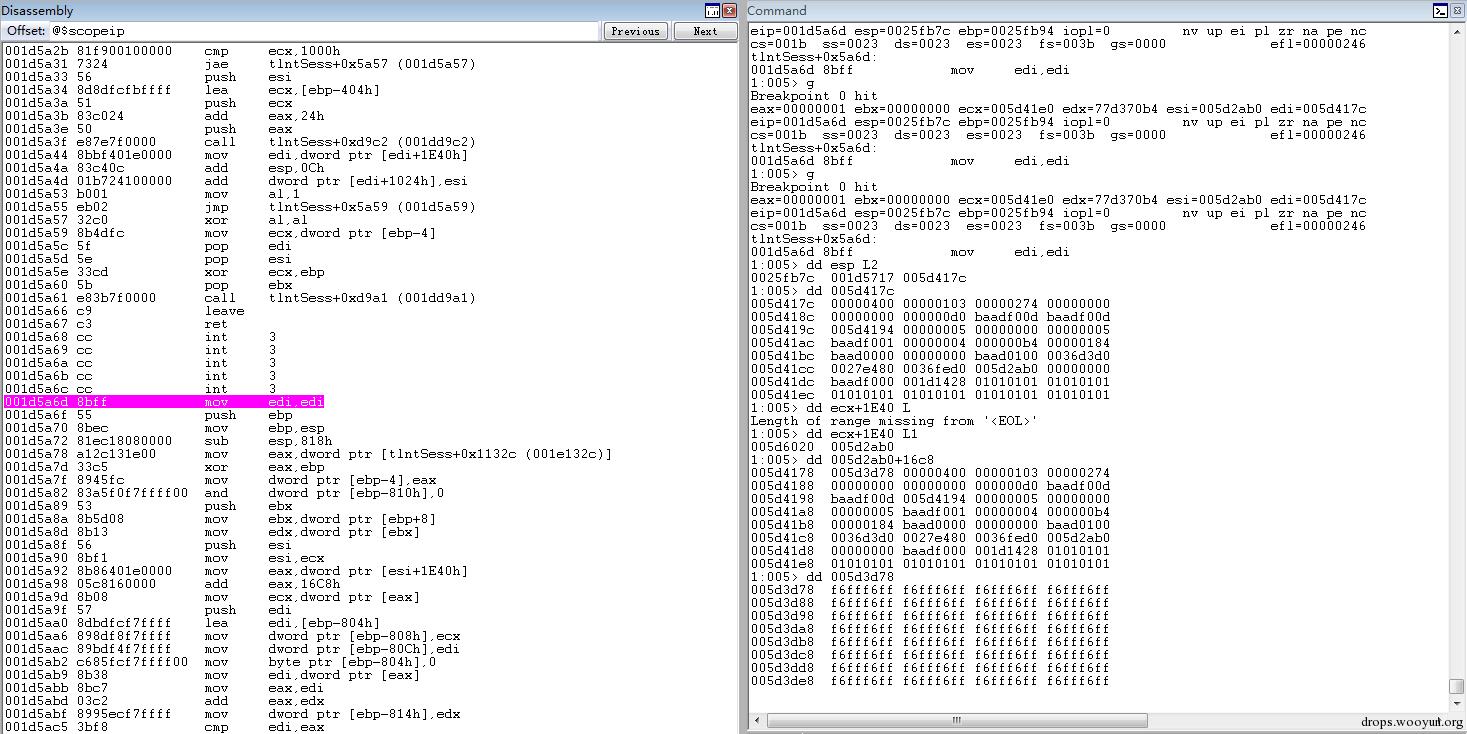 Disassembly
Offset: @$scopeip
Previous
Next
001d5a2b 81f900100000 cmp ecx,1000h
001d5a31 7324 jae tlntSess+0x5a57 (001d5a57)
001d5a33 56 push esi
001d5a34 8d8dfcfbffff lea ecx,[ebp-404h]
001d5a3a 51 push ecx
001d5a3b 83c024 add eax,24h
001d5a3e 50 push eax
001d5a3f e87e7f0000 call tlntSess+0xd9c2 (001dd9c2)
001d5a44 8bbf401e0000 mov edi,dword ptr [edi+1E40h]
001d5a4a 83c40c add esp,0Ch
001d5a4d 01b724100000 add dword ptr [edi+1024h],esi
001d5a53 b001 mov al,1
001d5a55 eb02 jmp tlntSess+0x5a59 (001d5a59)
001d5a57 32c0 xor al,al
001d5a59 8b4dfc mov ecx,dword ptr [ebp-4]
001d5a5c 5f pop edi
001d5a5d 5e pop esi
001d5a5e 33cd xor ecx,ebp
001d5a60 5b pop ebx
001d5a61 e83b7f0000 call tlntSess+0xd9a1 (001dd9a1)
001d5a66 c9 leave
001d5a67 c3 ret
001d5a68 cc int 3
001d5a69 cc int 3
001d5a6a cc int 3
001d5a6b cc int 3
001d5a6c cc int 3
001d5a6d 8bff mov edi,edi
001d5a6f 55 push ebp
001d5a70 8bec mov ebp,esp
001d5a72 81ec18080000 sub esp,818h
001d5a78 a12c131e00 mov eax,dword ptr [tlntSess+0x1132c (001e132c)]
001d5a7d 33c5 xor eax,ebp
001d5a7f 8945fc mov dword ptr [ebp-4],eax
001d5a82 83a5f0f7ffff00 and dword ptr [ebp-810h],0
001d5a89 53 push ebx
001d5a8a 8b5d08 mov ebx,dword ptr [ebp+8]
001d5a8d 8b13 mov edx,dword ptr [ebx]
001d5a8f 56 push esi
001d5a90 8bf1 mov esi,ecx
001d5a92 8b86401e0000 mov eax,dword ptr [esi+1E40h]
001d5a98 05c8160000 add eax,16C8h
001d5a9d 8b08 mov ecx,dword ptr [eax]
001d5a9f 57 push edi
001d5aa0 8dbdfcf7ffff lea edi,[ebp-804h]
001d5aa6 898df8f7ffff mov dword ptr [ebp-808h],ecx
001d5aac 89bdf4f7ffff mov dword ptr [ebp-80Ch],edi
001d5ab2 c685fcf7ffff00 mov byte ptr [ebp-804h],0
001d5ab9 8b38 mov edi,dword ptr [eax]
001d5abb 8bc7 mov eax,edi
001d5abd 03c2 add eax,edx
001d5abf 8995ecf7ffff mov dword ptr [ebp-814h],edx
001d5ac5 3bf8 cmp edi,eax
Command
eip=001d5a6d esp=0025fb7c ebp=0025fb94 iopl=0 nv up ei pl zr na pe nc
cs=001b ss=0023 ds=0023 es=0023 fs=003b gs=0000 efl=00000246
tlntSess+0x5a6d:
001d5a6d 8bff mov edi,edi
1:005> g
Breakpoint 0 hit
eax=00000001 ebx=00000000 ecx=005d41e0 edx=77d370b4 esi=005d2ab0 edi=005d417c
eip=001d5a6d esp=0025fb7c ebp=0025fb94 iopl=0 nv up ei pl zr na pe nc
cs=001b ss=0023 ds=0023 es=0023 fs=003b gs=0000 efl=00000246
tlntSess+0x5a6d:
001d5a6d 8bff mov edi,edi
1:005> g
Breakpoint 0 hit
eax=00000001 ebx=00000000 ecx=005d41e0 edx=77d370b4 esi=005d2ab0 edi=005d417c
eip=001d5a6d esp=0025fb7c ebp=0025fb94 iopl=0 nv up ei pl zr na pe nc
cs=001b ss=0023 ds=0023 es=0023 fs=003b gs=0000 efl=00000246
tlntSess+0x5a6d:
001d5a6d 8bff mov edi,edi
1:005> dd esp L2
0025fb7c 001d5717 005d417c
1:005> dd 005d417c
005d417c 00000400 00000103 00000274 00000000
005d418c 00000000 000000d0 baadf00d baadf00d
005d419c 005d4194 00000005 00000000 00000005
005d41ac baadf001 00000004 000000b4 00000184
005d41bc baad0000 00000000 baad0100 0036d3d0
005d41cc 0027e480 0036fed0 005d2ab0 00000000
005d41dc baadf000 001d1428 01010101 01010101
005d41ec 01010101 01010101 01010101 01010101
1:005> dd ecx+1E40 L
Length of range missing from '<EOL>'
1:005> dd ecx+1E40 L1
005d6020 005d2ab0
1:005> dd 005d2ab0+16c8
005d4178 005d3d78 00000400 00000103 00000274
005d4188 00000000 00000000 000000d0 baadf00d
005d4198 baadf00d 005d4194 00000005 00000000
005d41a8 00000005 baadf001 00000004 000000b4
005d41b8 00000184 baad0000 00000000 baad0100
005d41c8 0036d3d0 0027e480 0036fed0 005d2ab0
005d41d8 00000000 baadf000 001d1428 01010101
005d41e8 01010101 01010101 01010101 01010101
1:005> dd 005d3d78
005d3d78 f6fff6ff f6fff6ff f6fff6ff f6fff6ff
005d3d88 f6fff6ff f6fff6ff f6fff6ff f6fff6ff
005d3d98 f6fff6ff f6fff6ff f6fff6ff f6fff6ff
005d3da8 f6fff6ff f6fff6ff f6fff6ff f6fff6ff
005d3db8 f6fff6ff f6fff6ff f6fff6ff f6fff6ff
005d3dc8 f6fff6ff f6fff6ff f6fff6ff f6fff6ff
005d3dd8 f6fff6ff f6fff6ff f6fff6ff f6fff6ff
005d3de8 f6fff6ff f6fff6ff f6fff6ff f6fff6ff